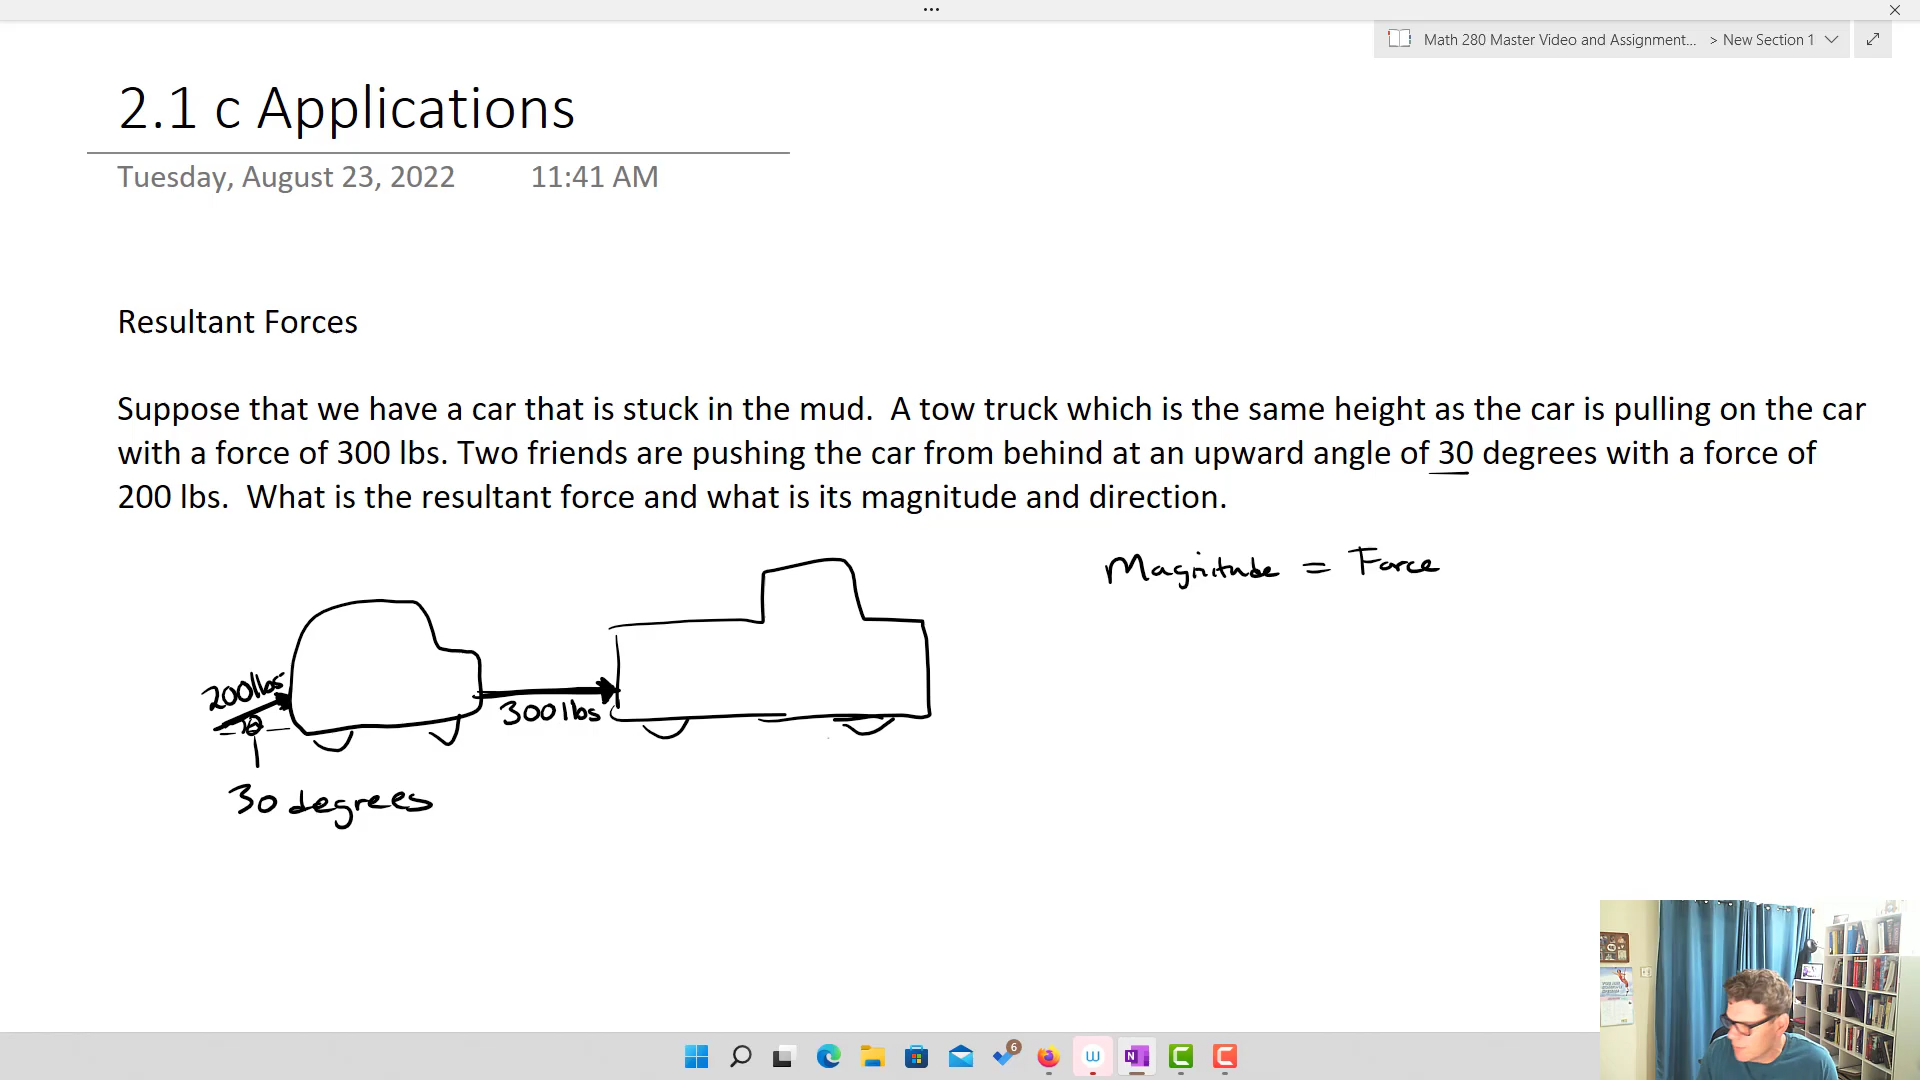 ...
Math 280 Master Video and Assignment... > New Section 1
2.1 c Applications
Tuesday, August 23, 2022 11:41 AM
Resultant Forces
Suppose that we have a car that is stuck in the mud. A tow truck which is the same height as the car is pulling on the car
with a force of 300 lbs. Two friends are pushing the car from behind at an upward angle of 30 degrees with a force of
200 lbs. What is the resultant force and what is its magnitude and direction.
Magnitude = Force
200lbs
300lbs
30 degrees
6